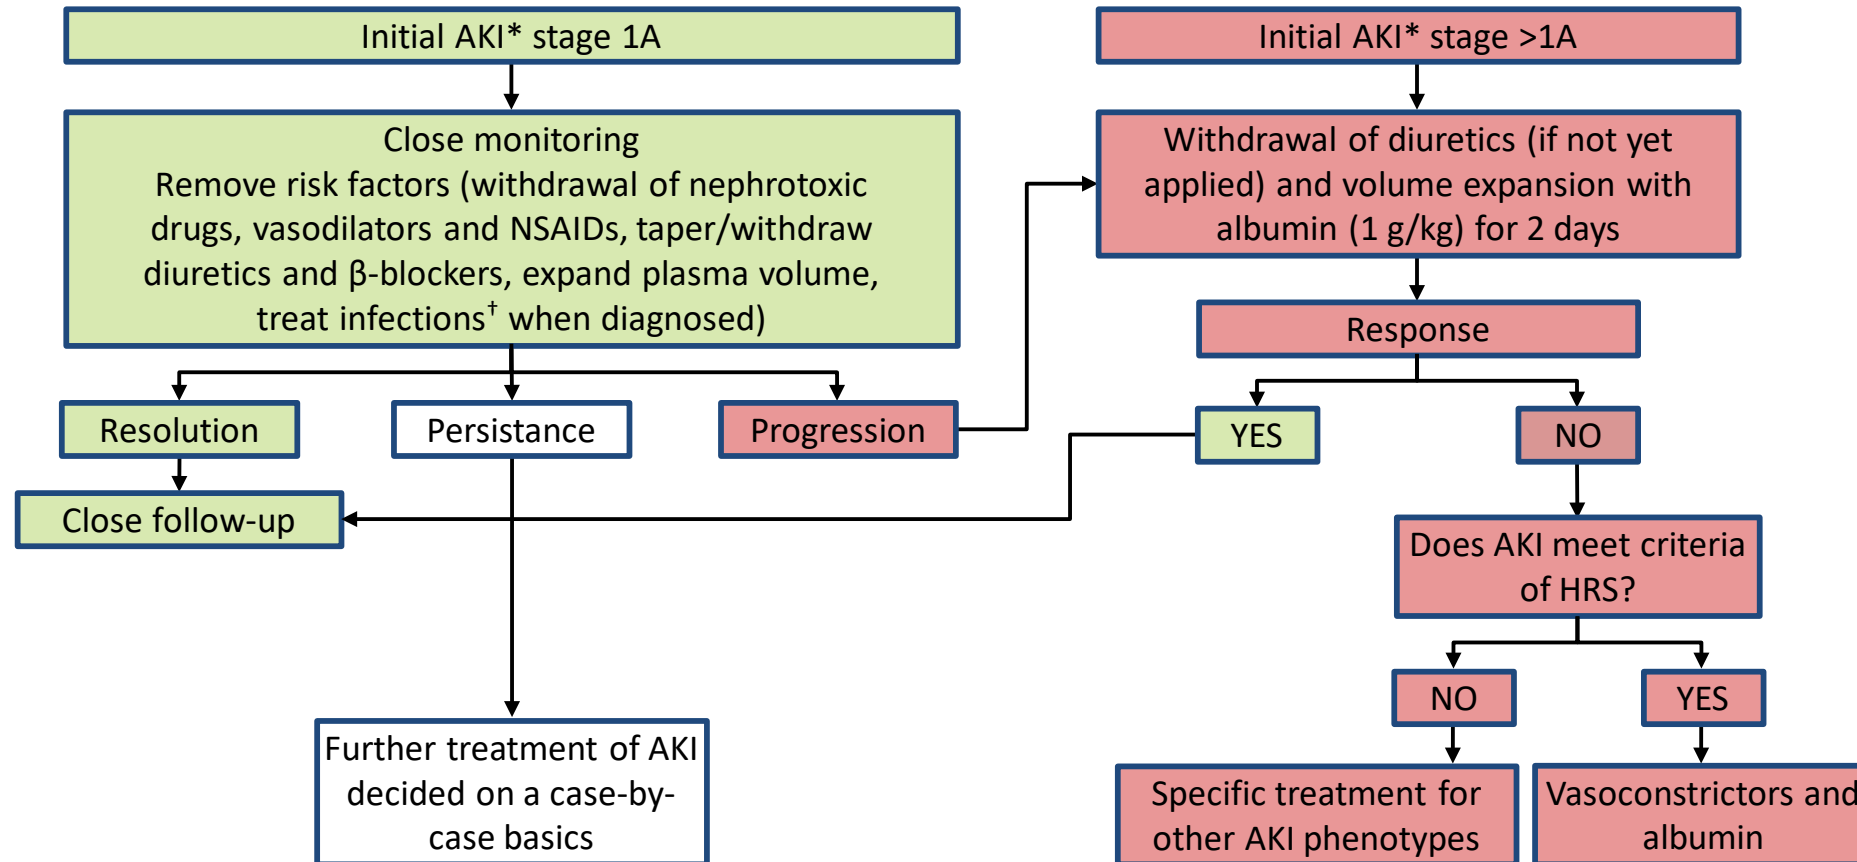 Initial AKI* stage 1A
Initial AKI* stage >1A
Close monitoring
Remove risk factors (withdrawal of nephrotoxic
drugs, vasodilators and NSAIDs, taper/withdraw
diuretics and β-blockers, expand plasma volume,
treat infections† when diagnosed)
Withdrawal of diuretics (if not yet
applied) and volume expansion with
albumin (1 g/kg) for 2 days
Response
Resolution
Persistance
Progression
YES
NO
Close follow-up
Does AKI meet criteria
of HRS?
NO
YES
Further treatment of AKI
decided on a case-by-
case basics
Specific treatment for
other AKI phenotypes
Vasoconstrictors and
albumin